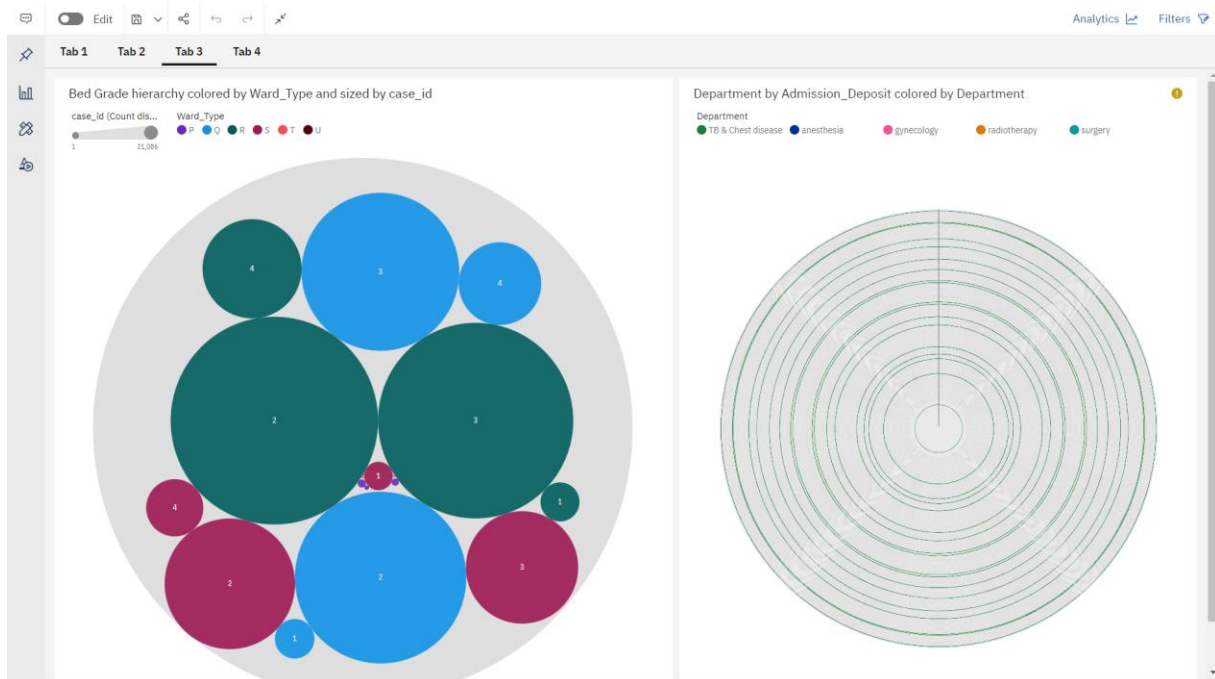 Edit
Analytics
Filters
Tab 1 Tab 2 Tab 3 Tab 4
Bed Grade hierarchy colored by Ward_Type and sized by case_id
case_id (Count dis...
1 21,086
Ward_Type
P Q R S T U
4
3
4
2
3
1
4
1
2
3
2
1
Department by Admission_Deposit colored by Department
Department
TB & Chest disease anesthesia gynecology radiotherapy surgery